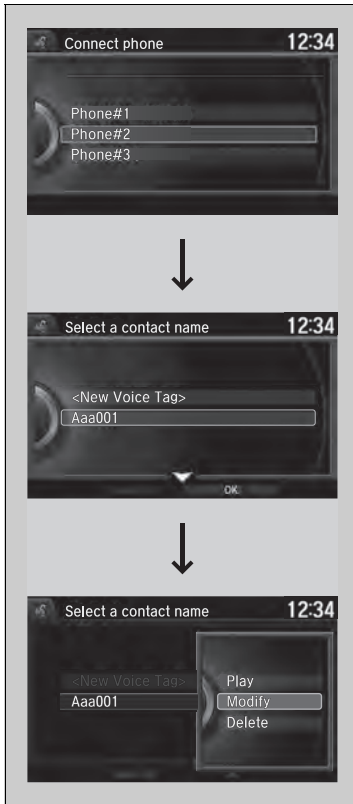 Connect phone 12:34
Phone#1
Phone#2
Phone#3
Select a contact name 12:34
<New Voice Tag>
Aaa001
OK
Select a contact name 12:34
<New Voice Tag> Play
Aaa001 Modify
Delete